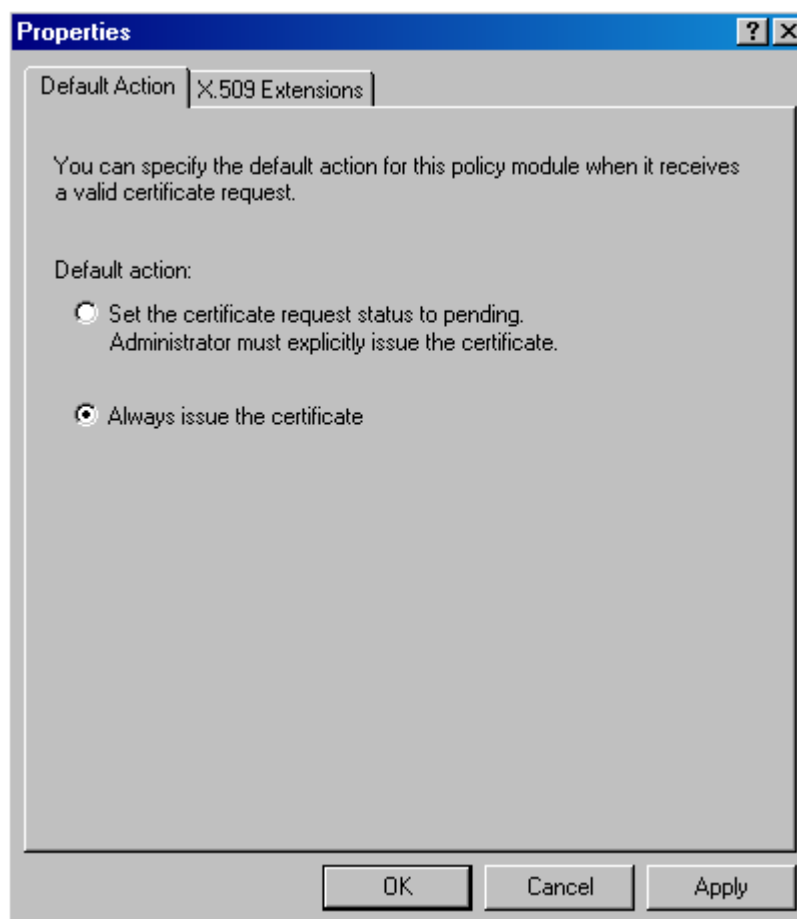 Properties
Default Action
X.509 Extensions
You can specify the default action for this policy module when it receives
a valid certificate request.
Default action:
Set the certificate request status to pending.
Administrator must explicitly issue the certificate.
Always issue the certificate
OK
Cancel
Apply